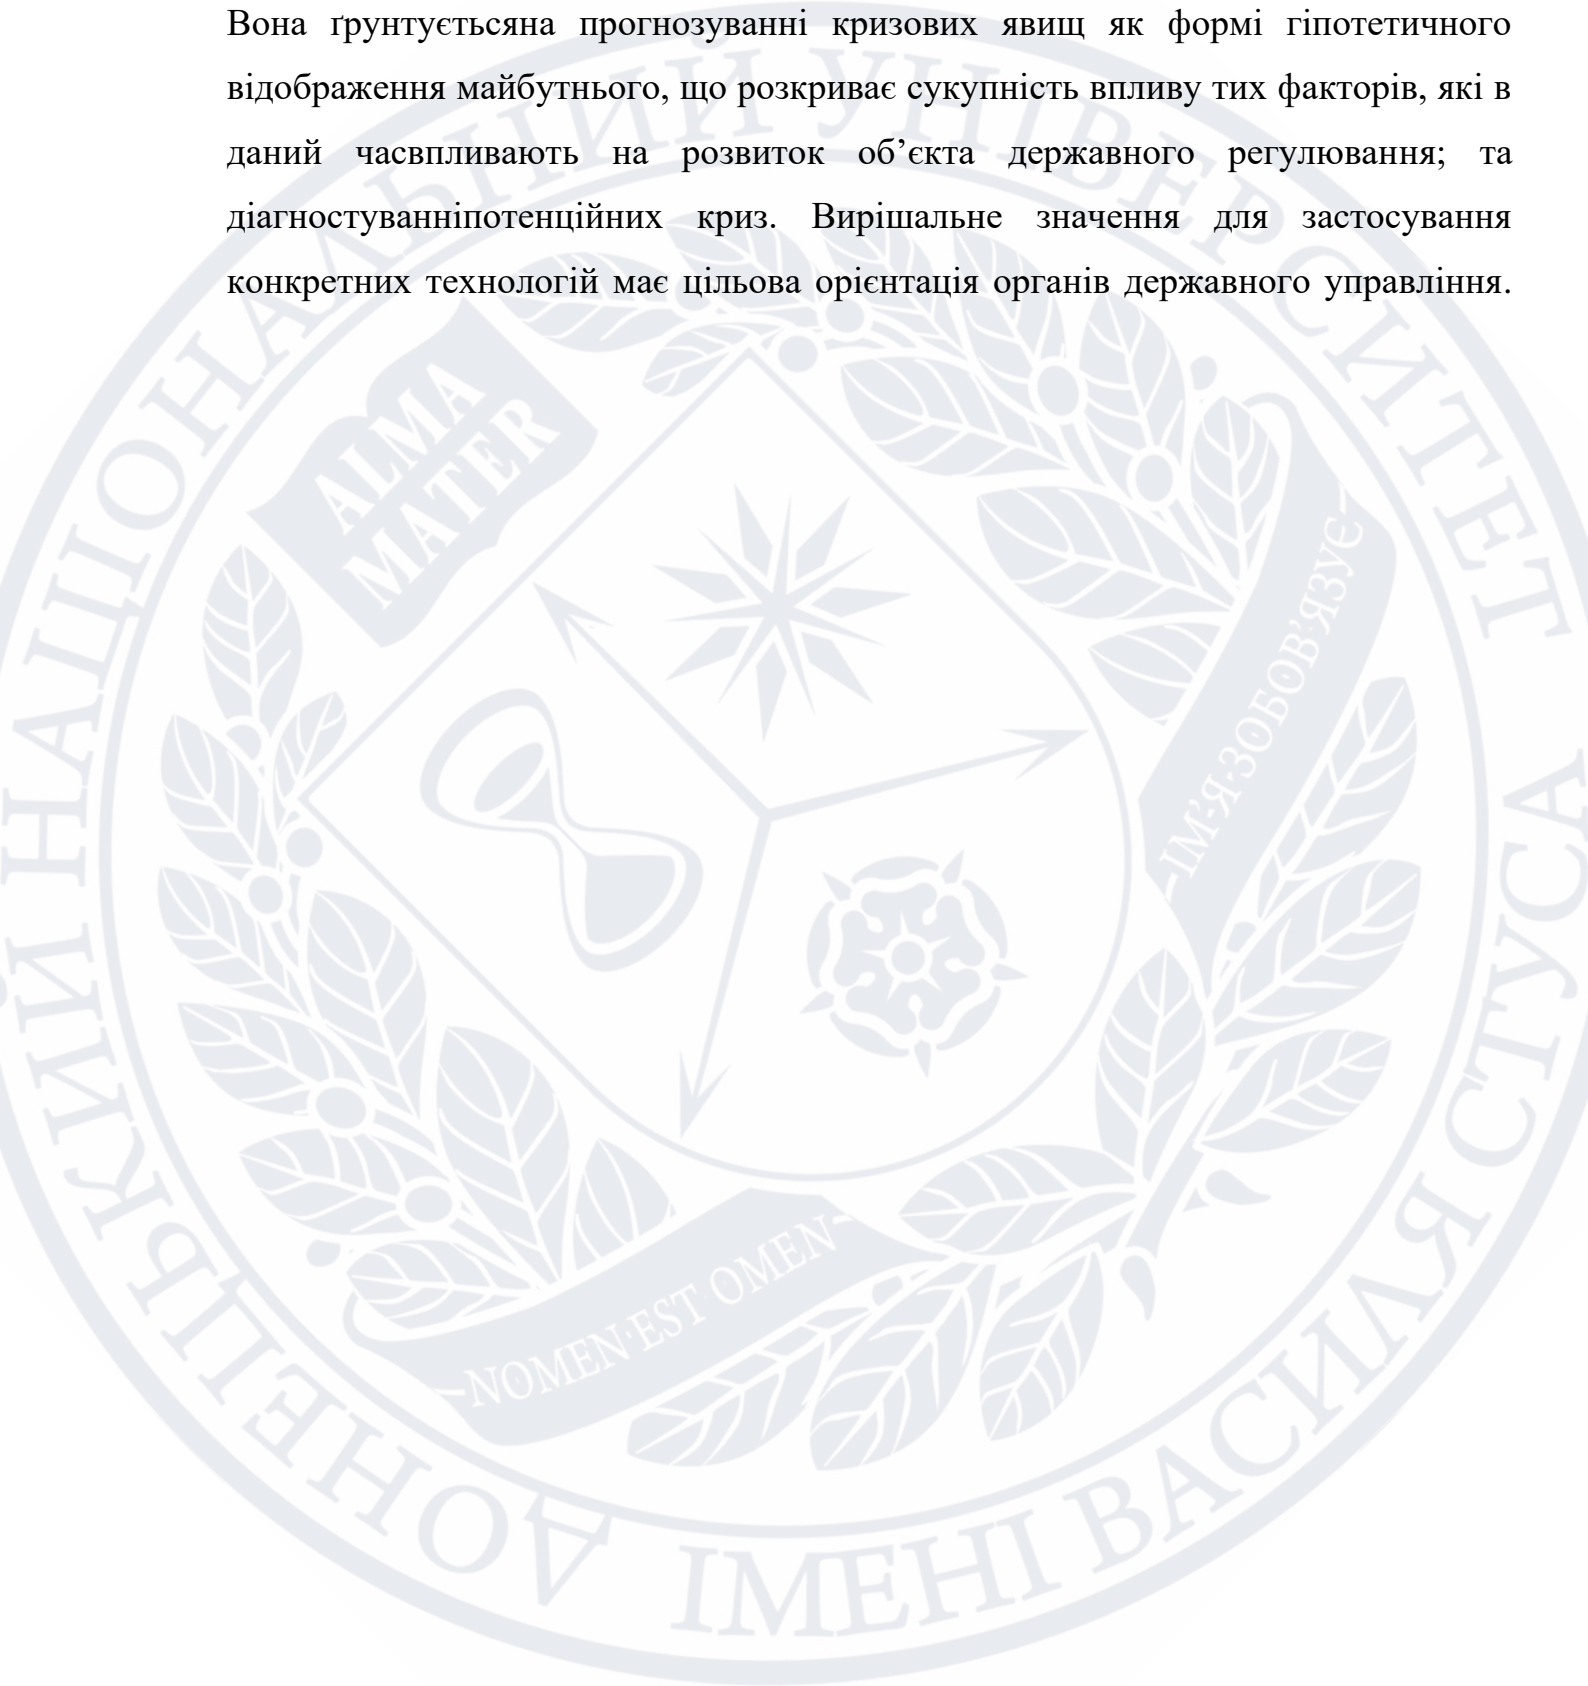 Вона ґрунтуєтьсяна прогнозуванні кризових явищ як формі гіпотетичного
відображення майбутнього, що розкриває сукупність впливу тих факторів, які в
даний часвпливають на розвиток об’єкта державного регулювання; та
діагностуванніпотенційних криз. Вирішальне значення для застосування
конкретних технологій має цільова орієнтація органів державного управління.
ДОНЕЦЬКИЙ НАЦІОНАЛЬНИЙ УНІВЕРСИТЕТ
ІМЕНІ ВАСИЛЯ СТУСА
ALMA
MATER
ІМ’Я·ЗОБОВ’ЯЗУЄ
NOMEN·EST·OMEN